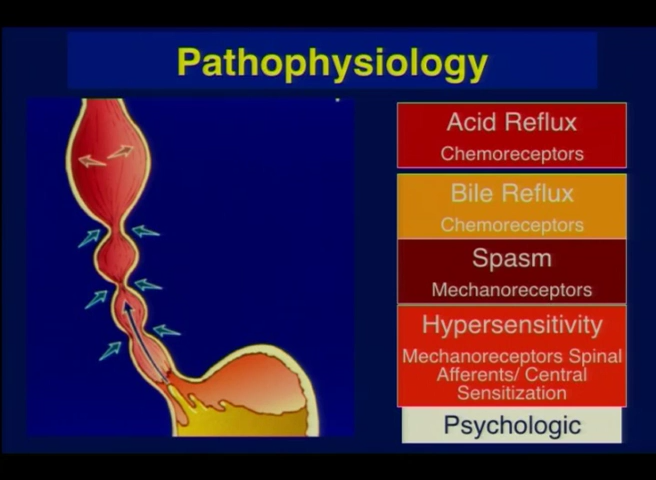 Pathophysiology
Acid Reflux
Chemoreceptors
Bile Reflux
Chemoreceptors
Spasm
Mechanoreceptors
Hypersensitivity
Mechanoreceptors Spinal
Afferents/ Central
Sensitization
Psychologic